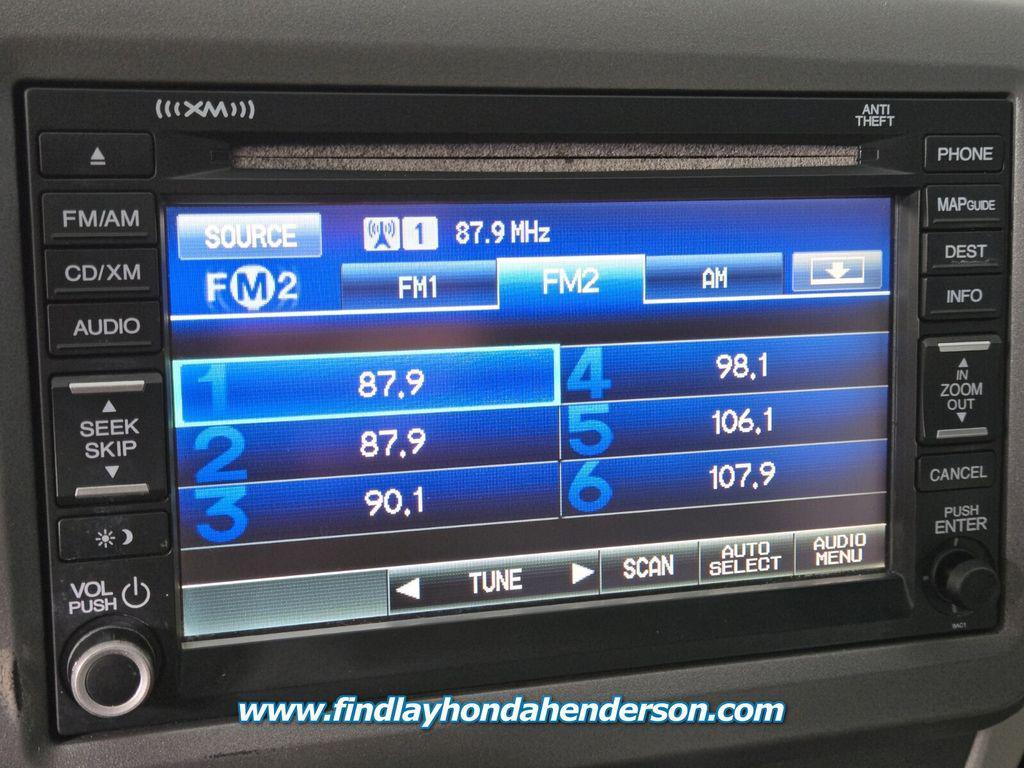 XM
ANTI
THEFT
PHONE
FM/AM
MAP GUIDE
SOURCE
1 87.9 MHz
CD/XM
DEST
FM2
FM1
FM2
AM
INFO
AUDIO
1 87.9
4 98.1
IN
ZOOM
OUT
SEEK
SKIP
2 87.9
5 106.1
3 90.1
6 107.9
CANCEL
PUSH
ENTER
TUNE
SCAN
AUTO
SELECT
AUDIO
MENU
VOL
PUSH
www.findlayhondahenderson.com